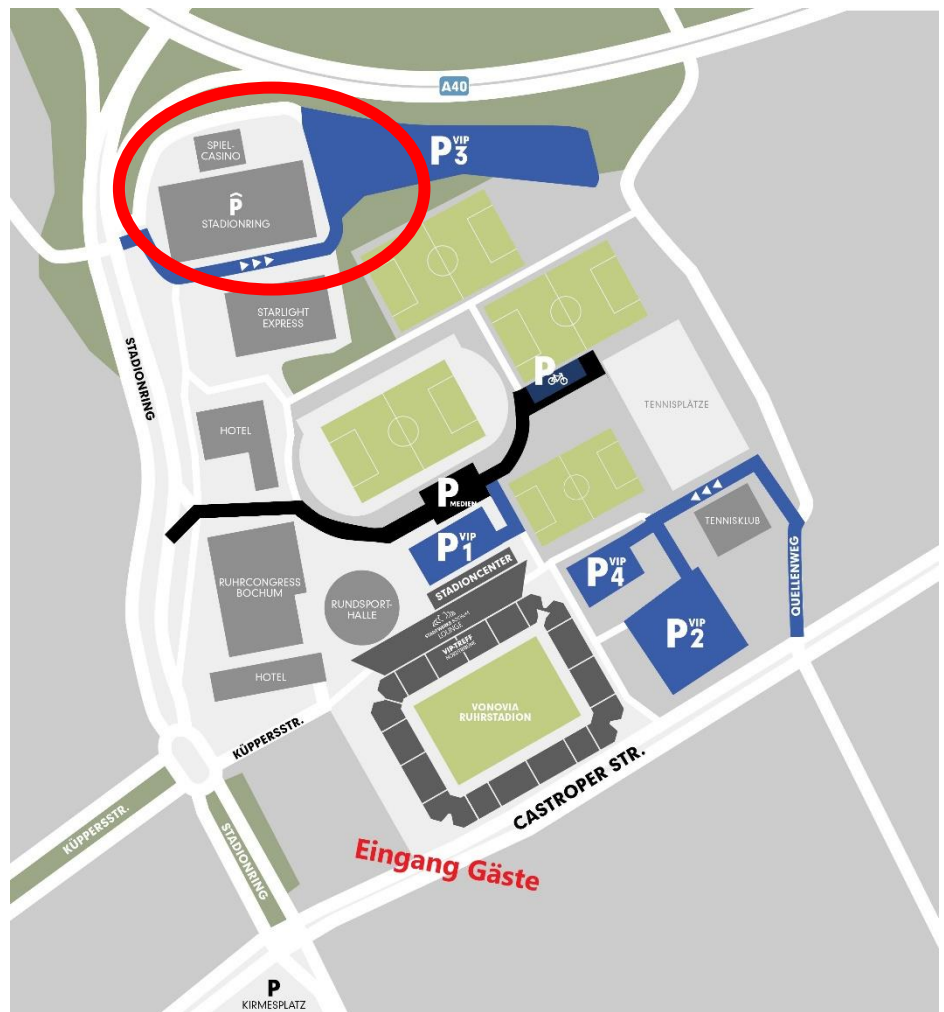 A40
SPIEL-
CASINO
P
STADIONRING
P VIP
3
STARLIGHT
EXPRESS
STADIONRING
P
TENNISPLÄTZE
HOTEL
P
MEDIEN
TENNISKLUB
P VIP
1
STADIONCENTER
P VIP
4
QUELLENWEG
RUHRCONGRESS
BOCHUM
RUNDSPORT-
HALLE
LOUNGE
VIP-TREFF
P VIP
2
HOTEL
VONOVIA
RUHRSTADION
KÜPPERSSTR.
CASTROPER STR.
KÜPPERSSTR.
STADIONRING
Eingang Gäste
P
KIRMESPLATZ